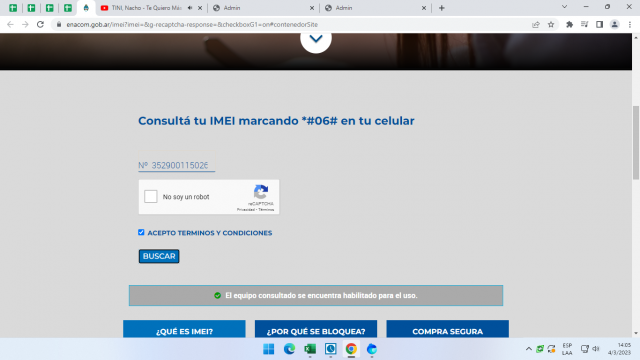 TINI, Nacho - Te Quiero Má
Admin
Admin
enacom.gob.ar/imei?imei=&g-recaptcha-response=&checkboxG1=on#contenedorSite
Consultá tu IMEI marcando *#06# en tu celular
Nº 352900115026
No soy un robot
reCAPTCHA
Privacidad - Términos
ACEPTO TERMINOS Y CONDICIONES
BUSCAR
El equipo consultado se encuentra habilitado para el uso.
¿QUÉ ES IMEI?
¿POR QUÉ SE BLOQUEA?
COMPRA SEGURA
ESP
LAA
14:05
4/3/2023